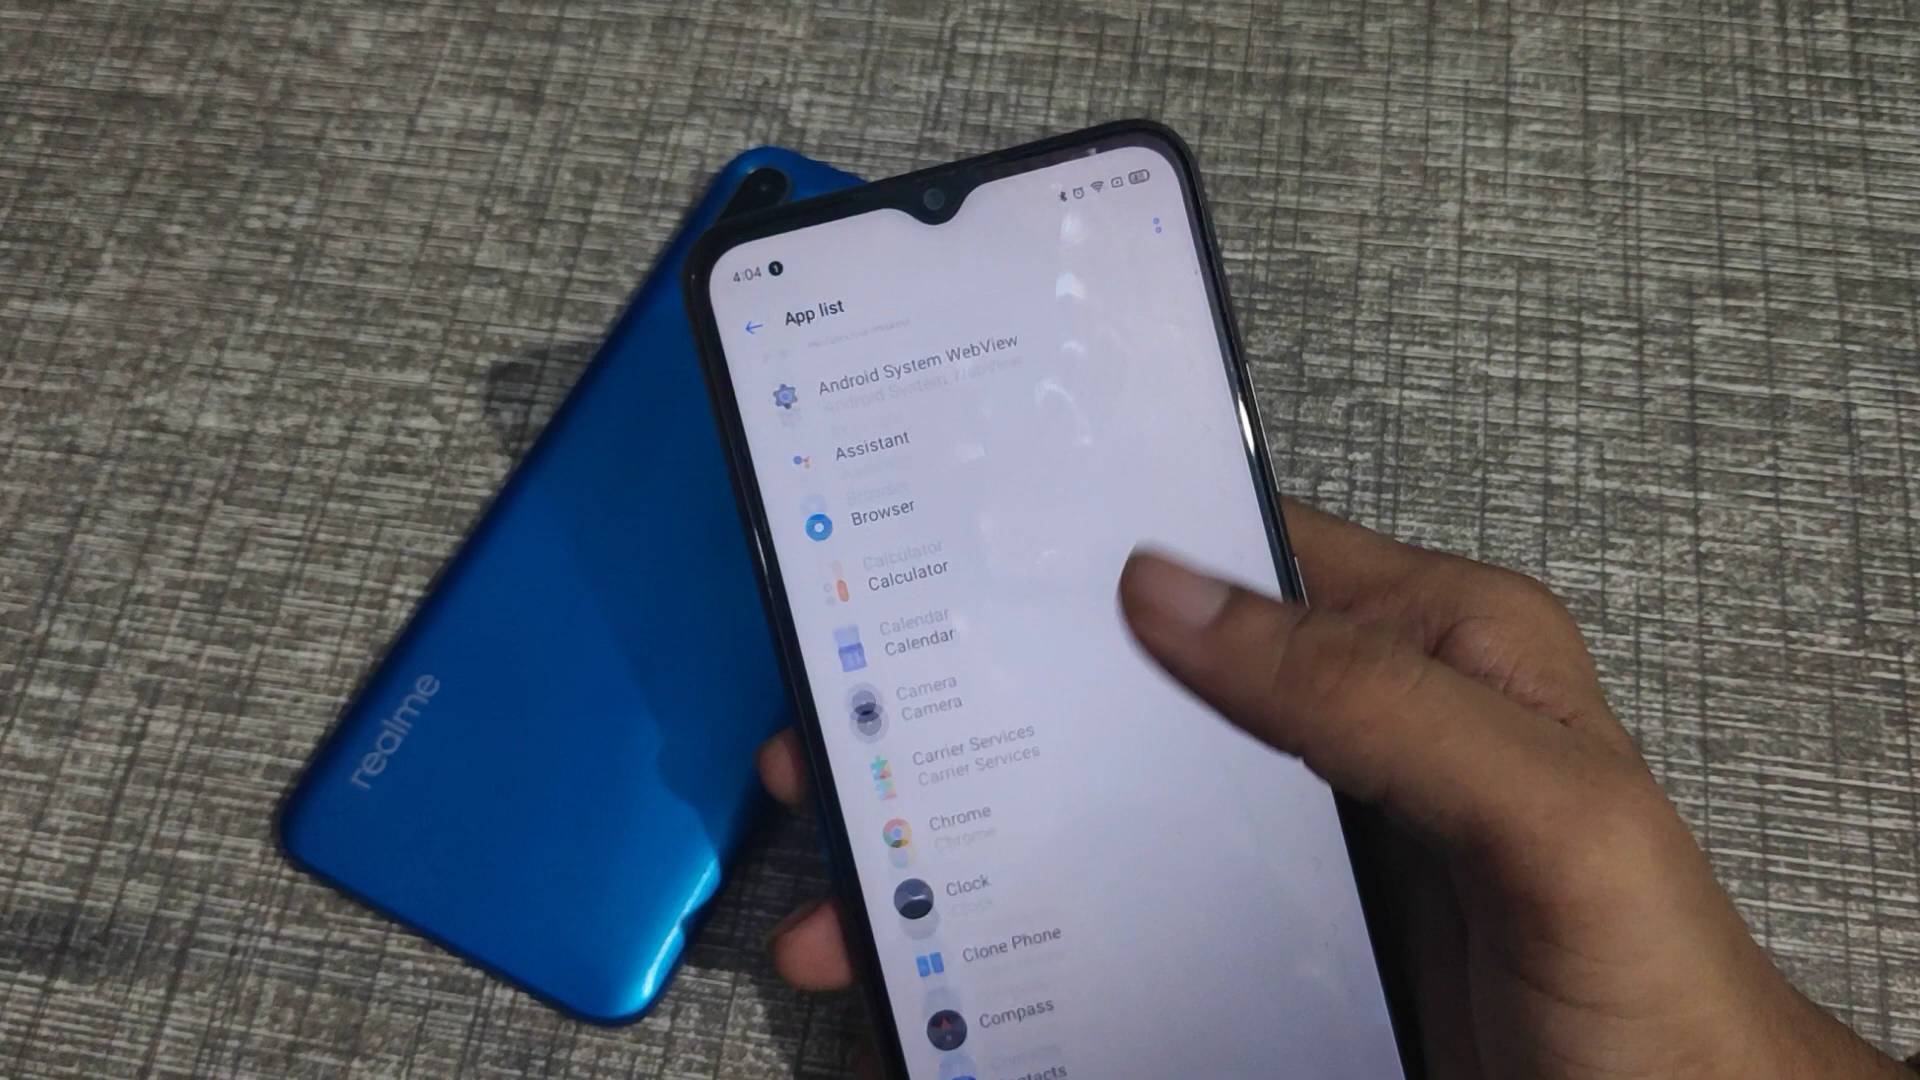 4:04
App list
Android System WebView
Assistant
Browser
Calculator
Calendar
Camera
Carrier Services
Chrome
Clock
Clone Phone
Compass
realme